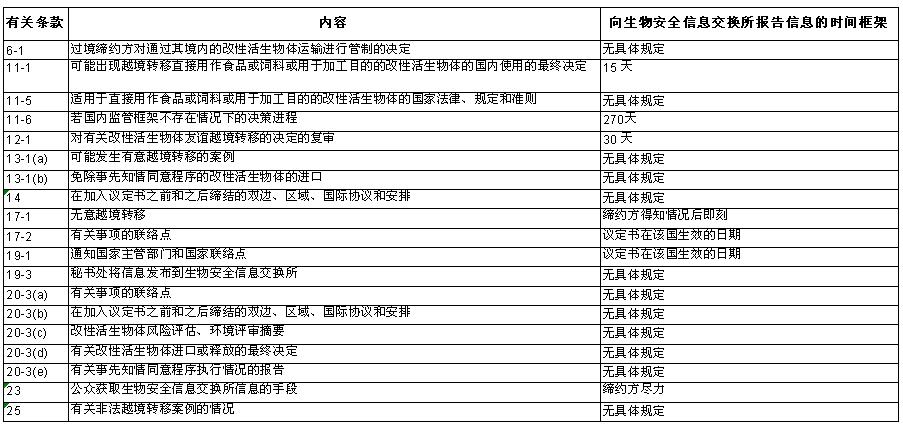 有关条款 内容 向生物安全信息交换所报告信息的时间框架
6-1 过境缔约方对通过其境内的改性活生物体运输进行管制的决定 无具体规定
11-1 可能出现越境转移直接用作食品或饲料或用于加工目的的改性活生物体的国内使用的最终决定 15 天
11-5 适用于直接用作食品或饲料或用于加工目的的改性活生物体的国家法律、规定和准则 无具体规定
11-6 若国内监管框架不存在情况下的决策进程 270天
12-1 对有关改性活生物体友谊越境转移的决定的复审 30 天
13-1(a) 可能发生有意越境转移的案例 无具体规定
13-1(b) 免除事先知情同意程序的改性活生物体的进口 无具体规定
14 在加入议定书之前和之后缔结的双边、区域、国际协议和安排 无具体规定
17-1 无意越境转移 缔约方得知情况后即刻
17-2 有关事项的联络点 议定书在该国生效的日期
19-1 通知国家主管部门和国家联络点 议定书在该国生效的日期
19-3 秘书处将信息发布到生物安全信息交换所 无具体规定
20-3(a) 有关事项的联络点 无具体规定
20-3(b) 在加入议定书之前和之后缔结的双边、区域、国际协议和安排 无具体规定
20-3(c) 改性活生物体风险评估、环境评审摘要 无具体规定
20-3(d) 有关改性活生物体进口或释放的最终决定 无具体规定
20-3(e) 有关事先知情同意程序执行情况的报告 无具体规定
23 公众获取生物安全信息交换所信息的手段 缔约方尽力
25 有关非法越境转移案例的情况 无具体规定